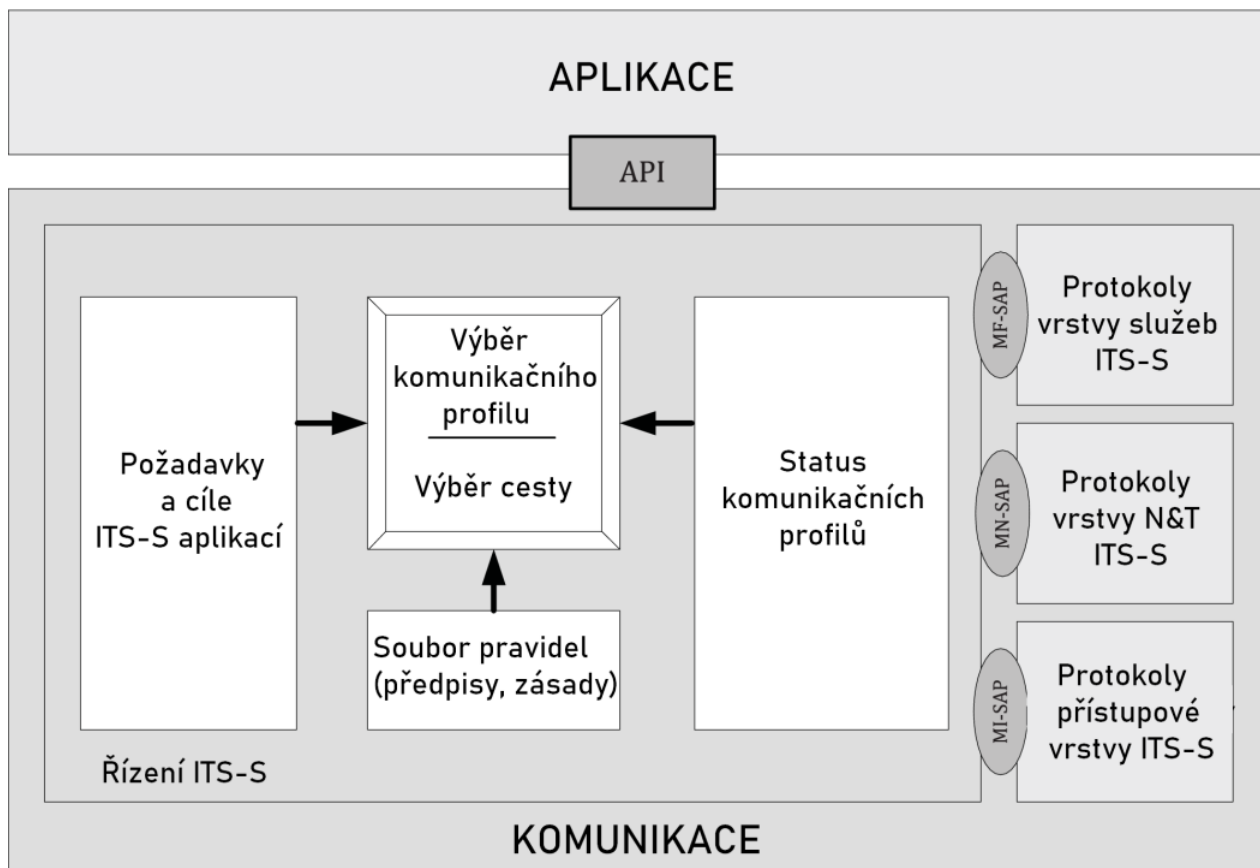 APLIKACE
API
Požadavky
a cíle
ITS-S aplikací
Výběr
komunikačního
profilu
Výběr cesty
Soubor pravidel
(předpisy, zásady)
Status
komunikačních
profilů
Řízení ITS-S
MF-SAP
Protokoly
vrstvy služeb
ITS-S
MN-SAP
Protokoly
vrstvy N&T
ITS-S
MI-SAP
Protokoly
přístupové
vrstvy ITS-S
KOMUNIKACE